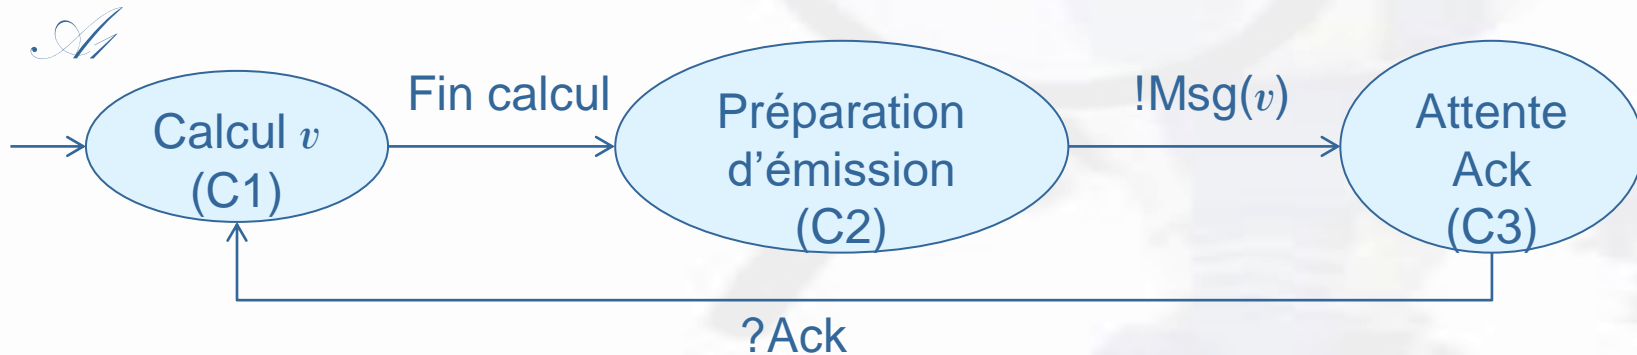 A1
Calcul v
(C1)
Fin calcul
Préparation
d’émission
(C2)
!Msg(v)
Attente
Ack
(C3)
?Ack